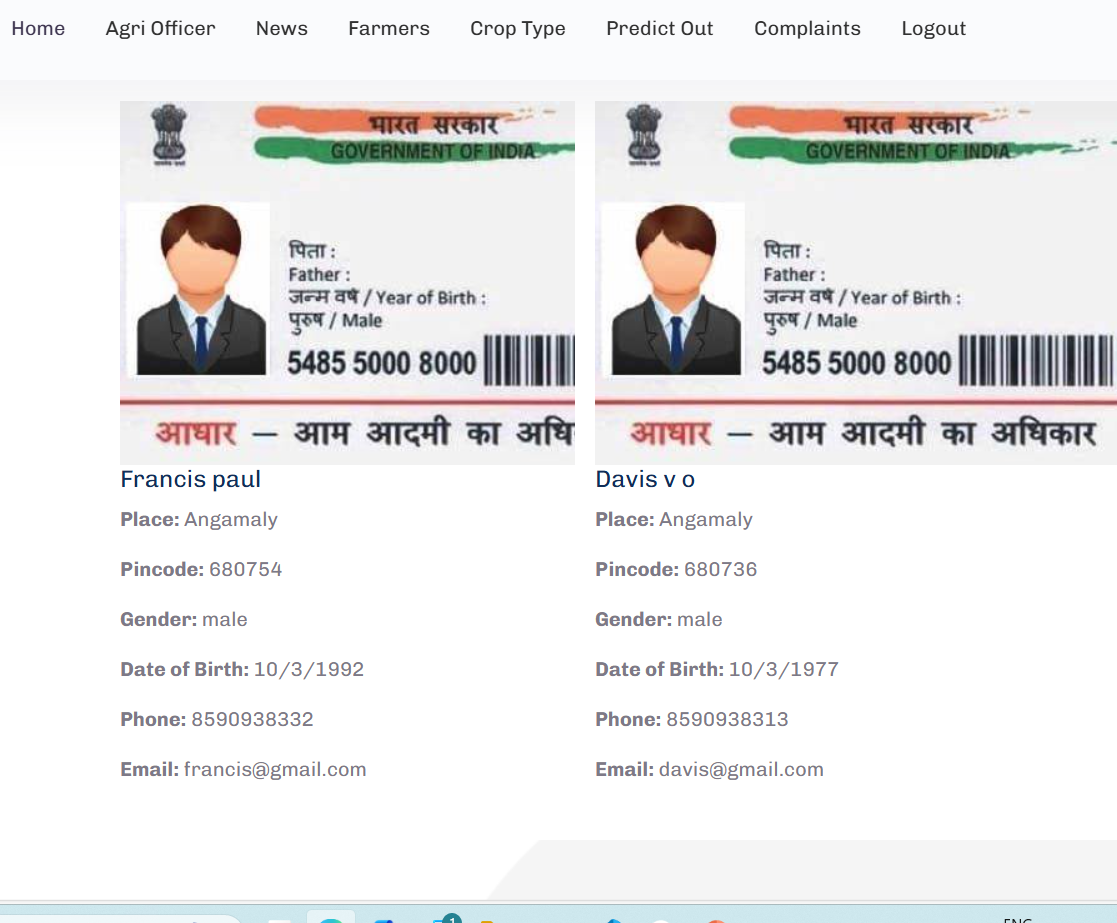 Home Agri Officer News Farmers Crop Type Predict Out Complaints Logout
भारत सरकार
GOVERNMENT OF INDIA
पिता :
Father :
जन्म वर्ष / Year of Birth :
पुरुष / Male
5485 5000 8000
आधार – आम आदमी का अधि
Francis paul
Place: Angamaly
Pincode: 680754
Gender: male
Date of Birth: 10/3/1992
Phone: 8590938332
Email: francis@gmail.com
भारत सरकार
GOVERNMENT OF INDIA
पिता :
Father :
जन्म वर्ष / Year of Birth :
पुरुष / Male
5485 5000 8000
आधार – आम आदमी का अधिकार
Davis v o
Place: Angamaly
Pincode: 680736
Gender: male
Date of Birth: 10/3/1977
Phone: 8590938313
Email: davis@gmail.com
1
ENG